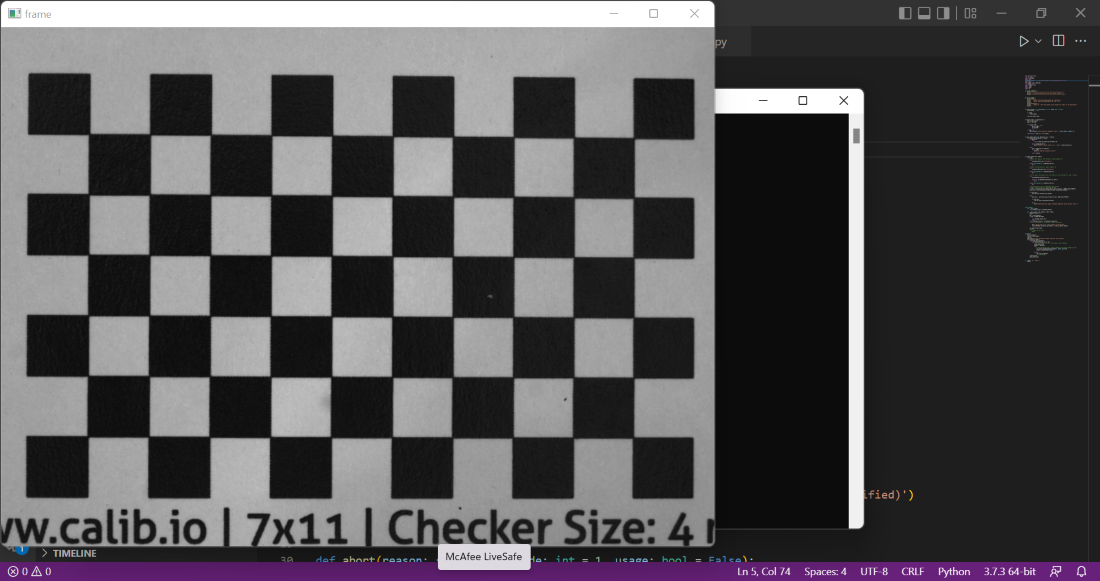 frame
py
ww.calib.io | 7x11 | Checker Size: 4
ified)')
TIMELINE
30 def abort(reason: de: int = 1, usage: bool = False):
McAfee LiveSafe
0 0
Ln 5, Col 74 Spaces: 4 UTF-8 CRLF Python 3.7.3 64-bit